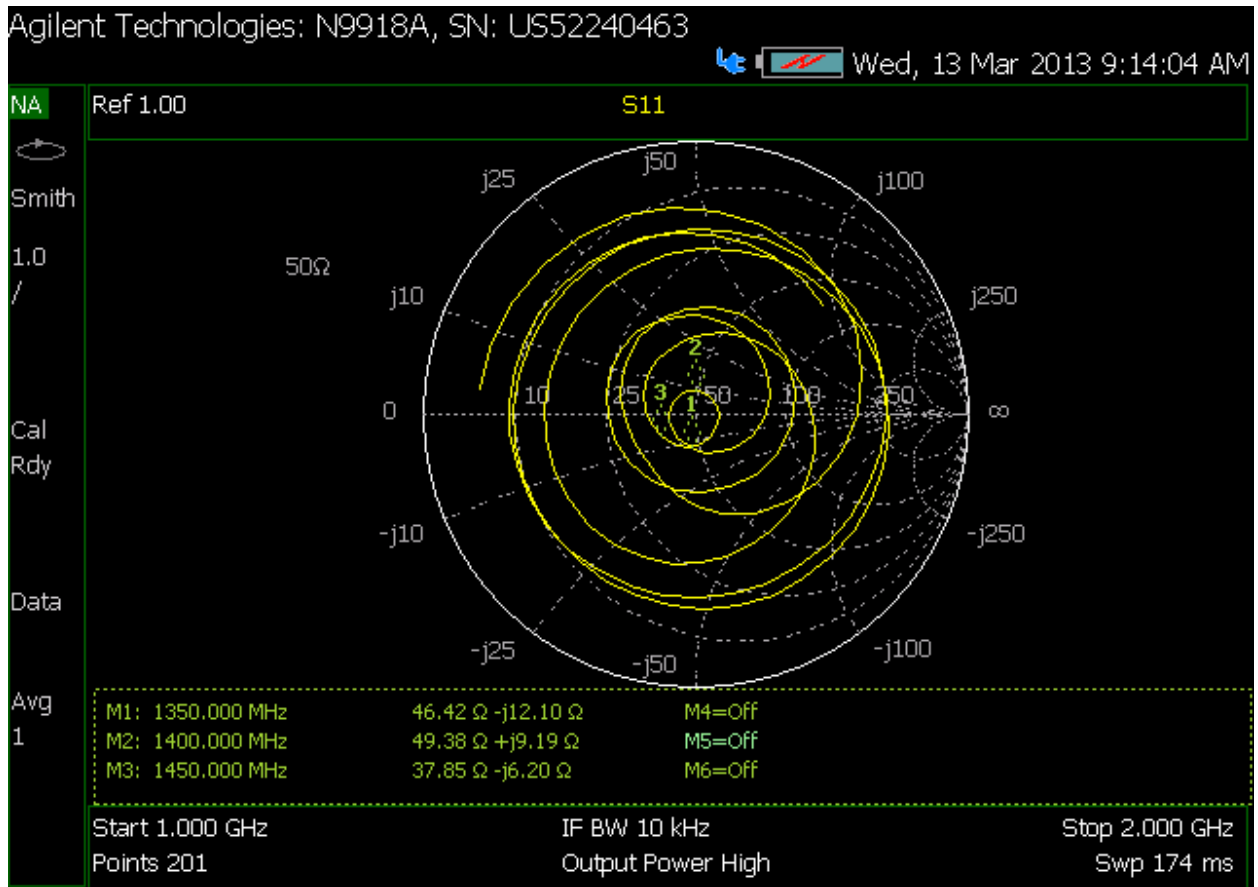 Agilent Technologies: N9918A, SN: US52240463
Wed, 13 Mar 2013 9:14:04 AM
NA
Ref 1.00
S11
Smith
1.0
/
Cal
Rdy
Data
Avg
1
50Ω
j50
j25
j100
j10
j250
2
10
25
3
1
50
100
250
0
∞
-j10
-j250
-j25
-j50
-j100
M1: 1350.000 MHz 46.42 Ω -j12.10 Ω M4=Off
M2: 1400.000 MHz 49.38 Ω +j9.19 Ω M5=Off
M3: 1450.000 MHz 37.85 Ω -j6.20 Ω M6=Off
Start 1.000 GHz IF BW 10 kHz Stop 2.000 GHz
Points 201 Output Power High Swp 174 ms